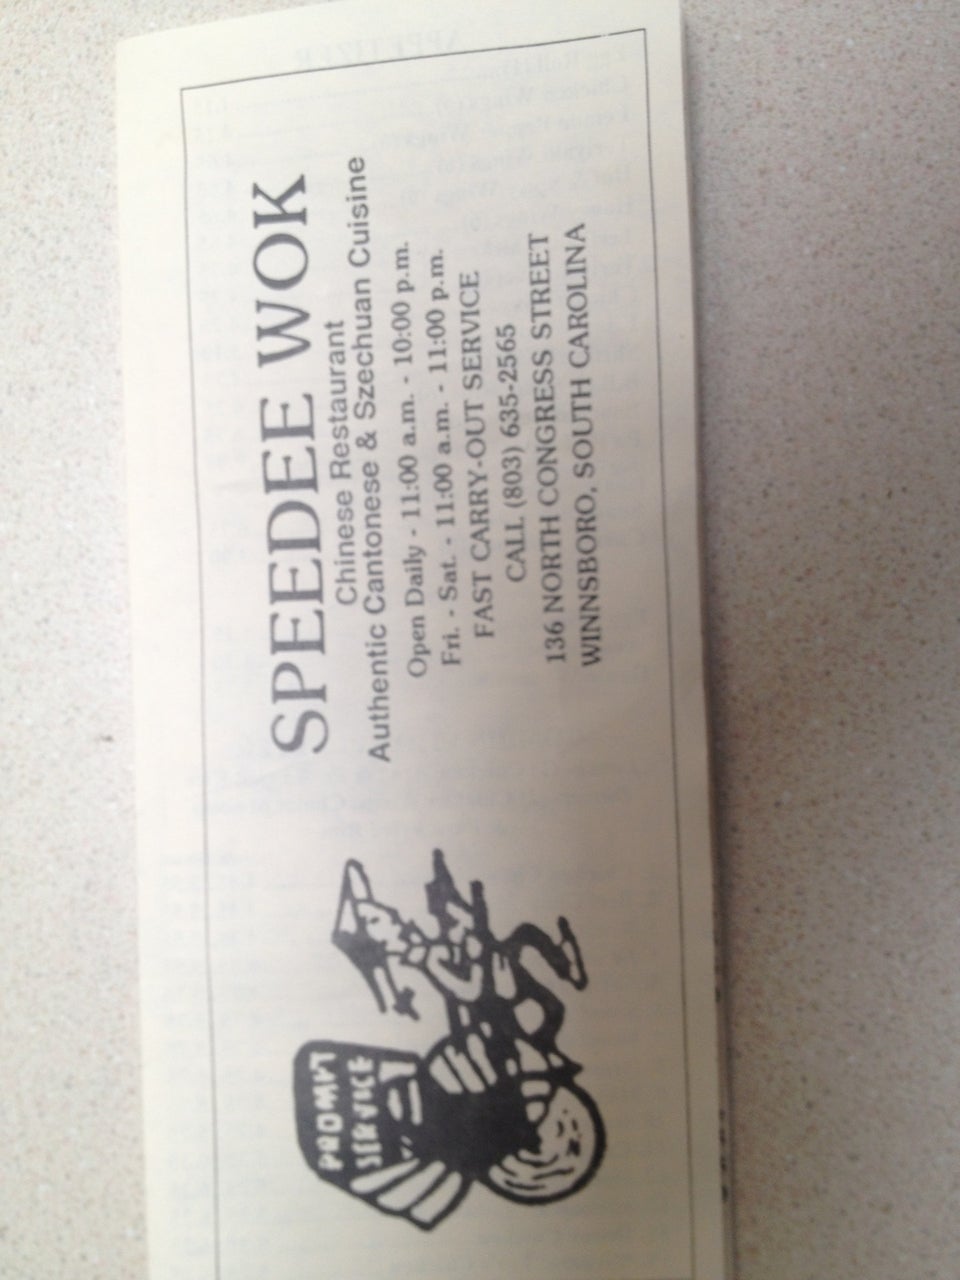 SPEEDEE WOK
Chinese Restaurant
Authentic Cantonese & Szechuan Cuisine
Open Daily - 11:00 a.m. - 10:00 p.m.
Fri. - Sat. - 11:00 a.m. - 11:00 p.m.
FAST CARRY-OUT SERVICE
CALL (803) 635-2565
136 NORTH CONGRESS STREET
WINNSBORO, SOUTH CAROLINA
PROMPT
SERVICE